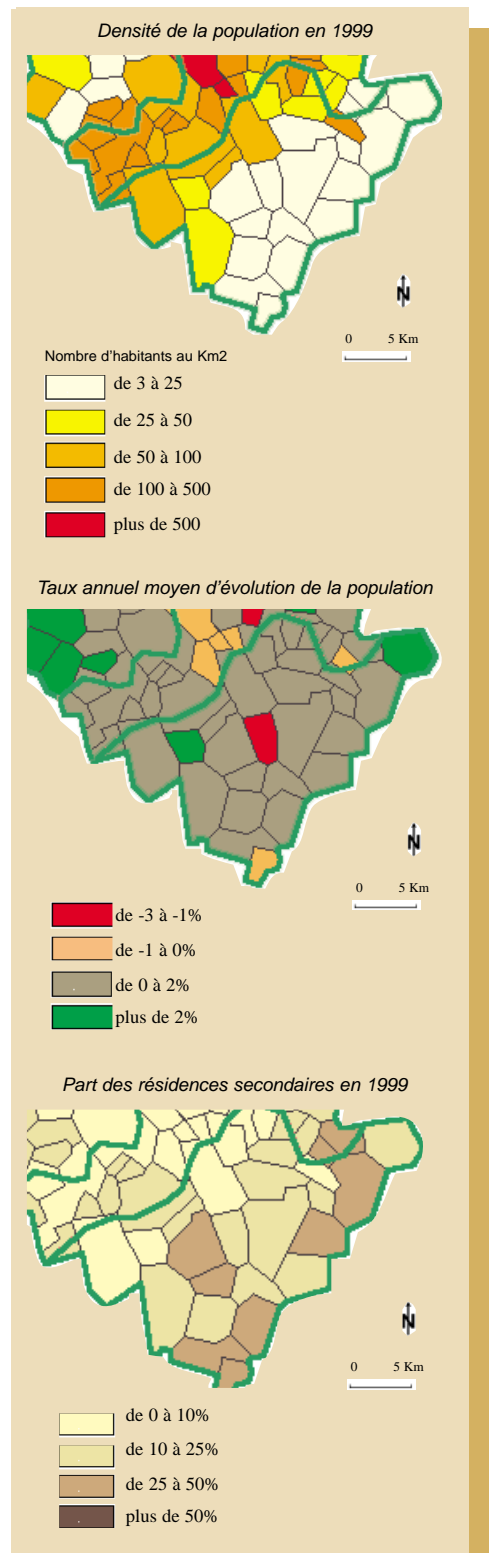 Densité de la population en 1999
N
0 5 Km
Nombre d'habitants au Km2
de 3 à 25
de 25 à 50
de 50 à 100
de 100 à 500
plus de 500
Taux annuel moyen d'évolution de la population
N
0 5 Km
de -3 à -1%
de -1 à 0%
de 0 à 2%
plus de 2%
Part des résidences secondaires en 1999
N
0 5 Km
de 0 à 10%
de 10 à 25%
de 25 à 50%
plus de 50%